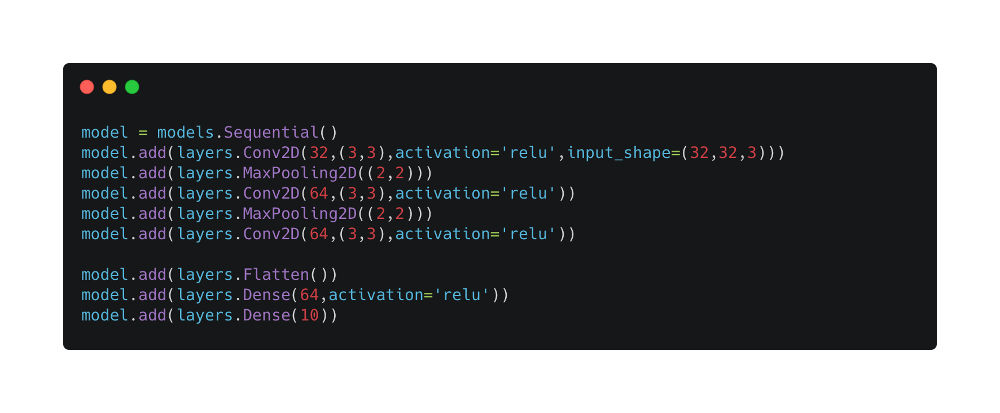 model = models.Sequential()
model.add(layers.Conv2D(32,(3,3),activation='relu',input_shape=(32,32,3)))
model.add(layers.MaxPooling2D((2,2)))
model.add(layers.Conv2D(64,(3,3),activation='relu'))
model.add(layers.MaxPooling2D((2,2)))
model.add(layers.Conv2D(64,(3,3),activation='relu'))

model.add(layers.Flatten())
model.add(layers.Dense(64,activation='relu'))
model.add(layers.Dense(10))